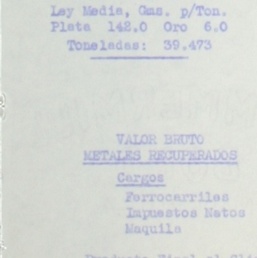 Ley Media, Gms. p/Ton.
Plata 142.0 Oro 6.0
Toneladas: 39.473
VALOR BRUTO
METALES RECUPERADOS
Cargos
Ferrocarriles
Impuestos Netos
Maquila